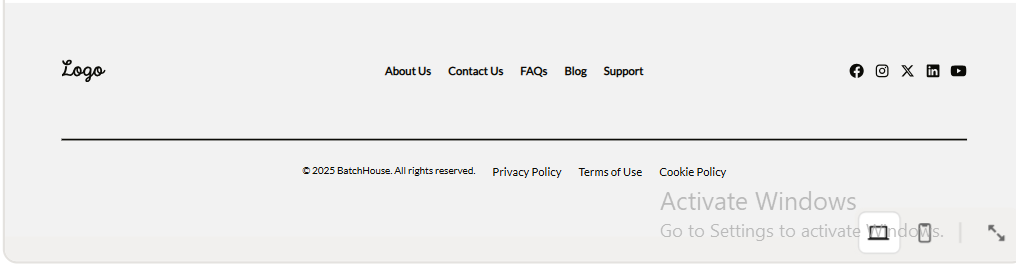 Logo
About Us Contact Us FAQs Blog Support
© 2025 BatchHouse. All rights reserved. Privacy Policy Terms of Use Cookie Policy
Activate Windows
Go to Settings to activate Windows.